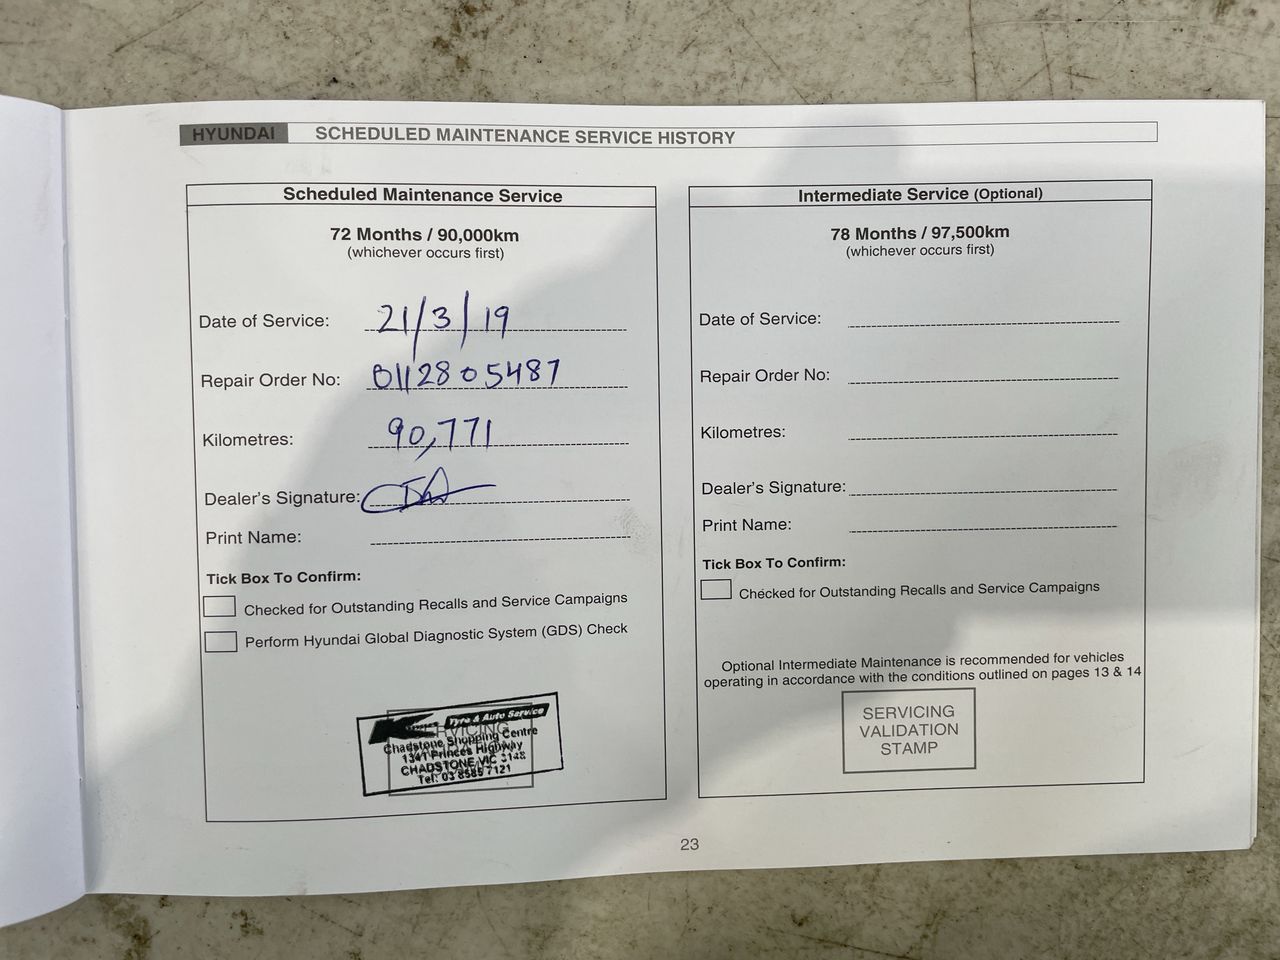 HYUNDAI SCHEDULED MAINTENANCE SERVICE HISTORY
Scheduled Maintenance Service
72 Months / 90,000km
(whichever occurs first)
Date of Service: 21/3/19
Repair Order No: 0112805487
Kilometres: 90,771
Dealer's Signature:
Print Name:
Tick Box To Confirm:
Checked for Outstanding Recalls and Service Campaigns
Perform Hyundai Global Diagnostic System (GDS) Check
Tyre & Auto Service
SERVICING
Chadstone Shopping Centre
1341 Princes Highway
CHADSTONE VIC 3148
Tel: 03 8585 7121
Intermediate Service (Optional)
78 Months / 97,500km
(whichever occurs first)
Date of Service:
Repair Order No:
Kilometres:
Dealer's Signature:
Print Name:
Tick Box To Confirm:
Checked for Outstanding Recalls and Service Campaigns
Optional Intermediate Maintenance is recommended for vehicles
operating in accordance with the conditions outlined on pages 13 & 14
SERVICING
VALIDATION
STAMP
23